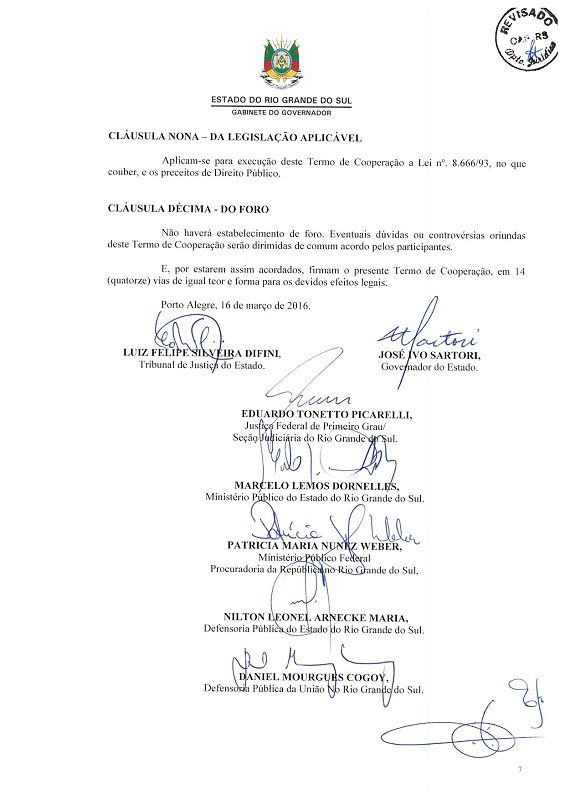 REVISADO
Dpto. Jurídico
ESTADO DO RIO GRANDE DO SUL
GABINETE DO GOVERNADOR
CLÁUSULA NONA – DA LEGISLAÇÃO APLICÁVEL
Aplicam-se para execução deste Termo de Cooperação a Lei nº. 8.666/93, no que
couber, e os preceitos de Direito Público.
CLÁUSULA DÉCIMA - DO FORO
Não haverá estabelecimento de foro. Eventuais dúvidas ou controvérsias oriundas
deste Termo de Cooperação serão dirimidas de comum acordo pelos participantes.
E, por estarem assim acordados, firmam o presente Termo de Cooperação, em 14
(quatorze) vias de igual teor e forma para os devidos efeitos legais.
Porto Alegre, 16 de março de 2016.
LUIZ FELIPE SILVEIRA DIFINI,
Tribunal de Justiça do Estado.
Sartori
JOSÉ IVO SARTORI,
Governador do Estado.
EDUARDO TONETTO PICARELLI,
Justiça Federal de Primeiro Grau/
Seção Judiciária do Rio Grande do Sul.
MARCELO LEMOS DORNELLES,
Ministério Público do Estado do Rio Grande do Sul.
Patrícia Weber
PATRICIA MARIA NUNEZ WEBER,
Ministério Público Federal
Procuradoria da República no Rio Grande do Sul.
NILTON LEONEL ARNECKE MARIA,
Defensoria Pública do Estado do Rio Grande do Sul.
DANIEL MOURGUES COGOY,
Defensoria Pública da União No Rio Grande do Sul.
7